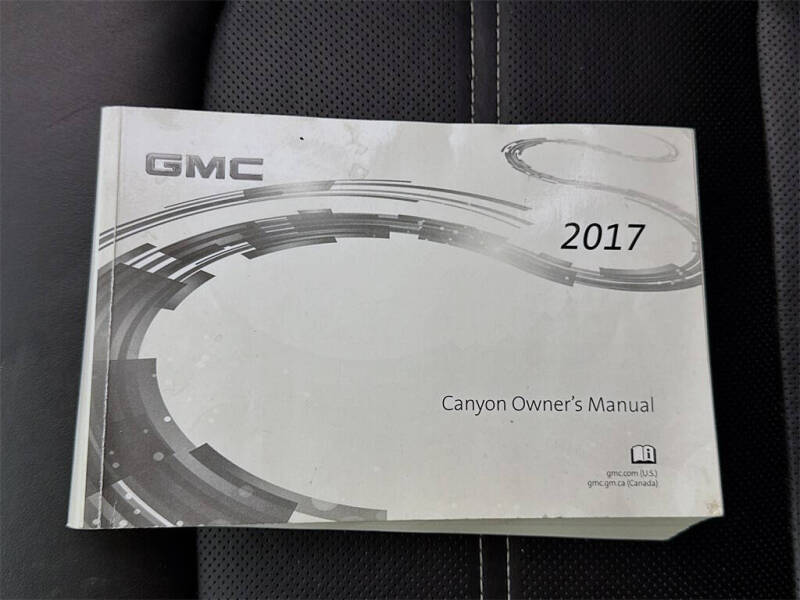 GMC
2017
Canyon Owner's Manual
gmc.com (U.S.)
gmc.gm.ca (Canada)